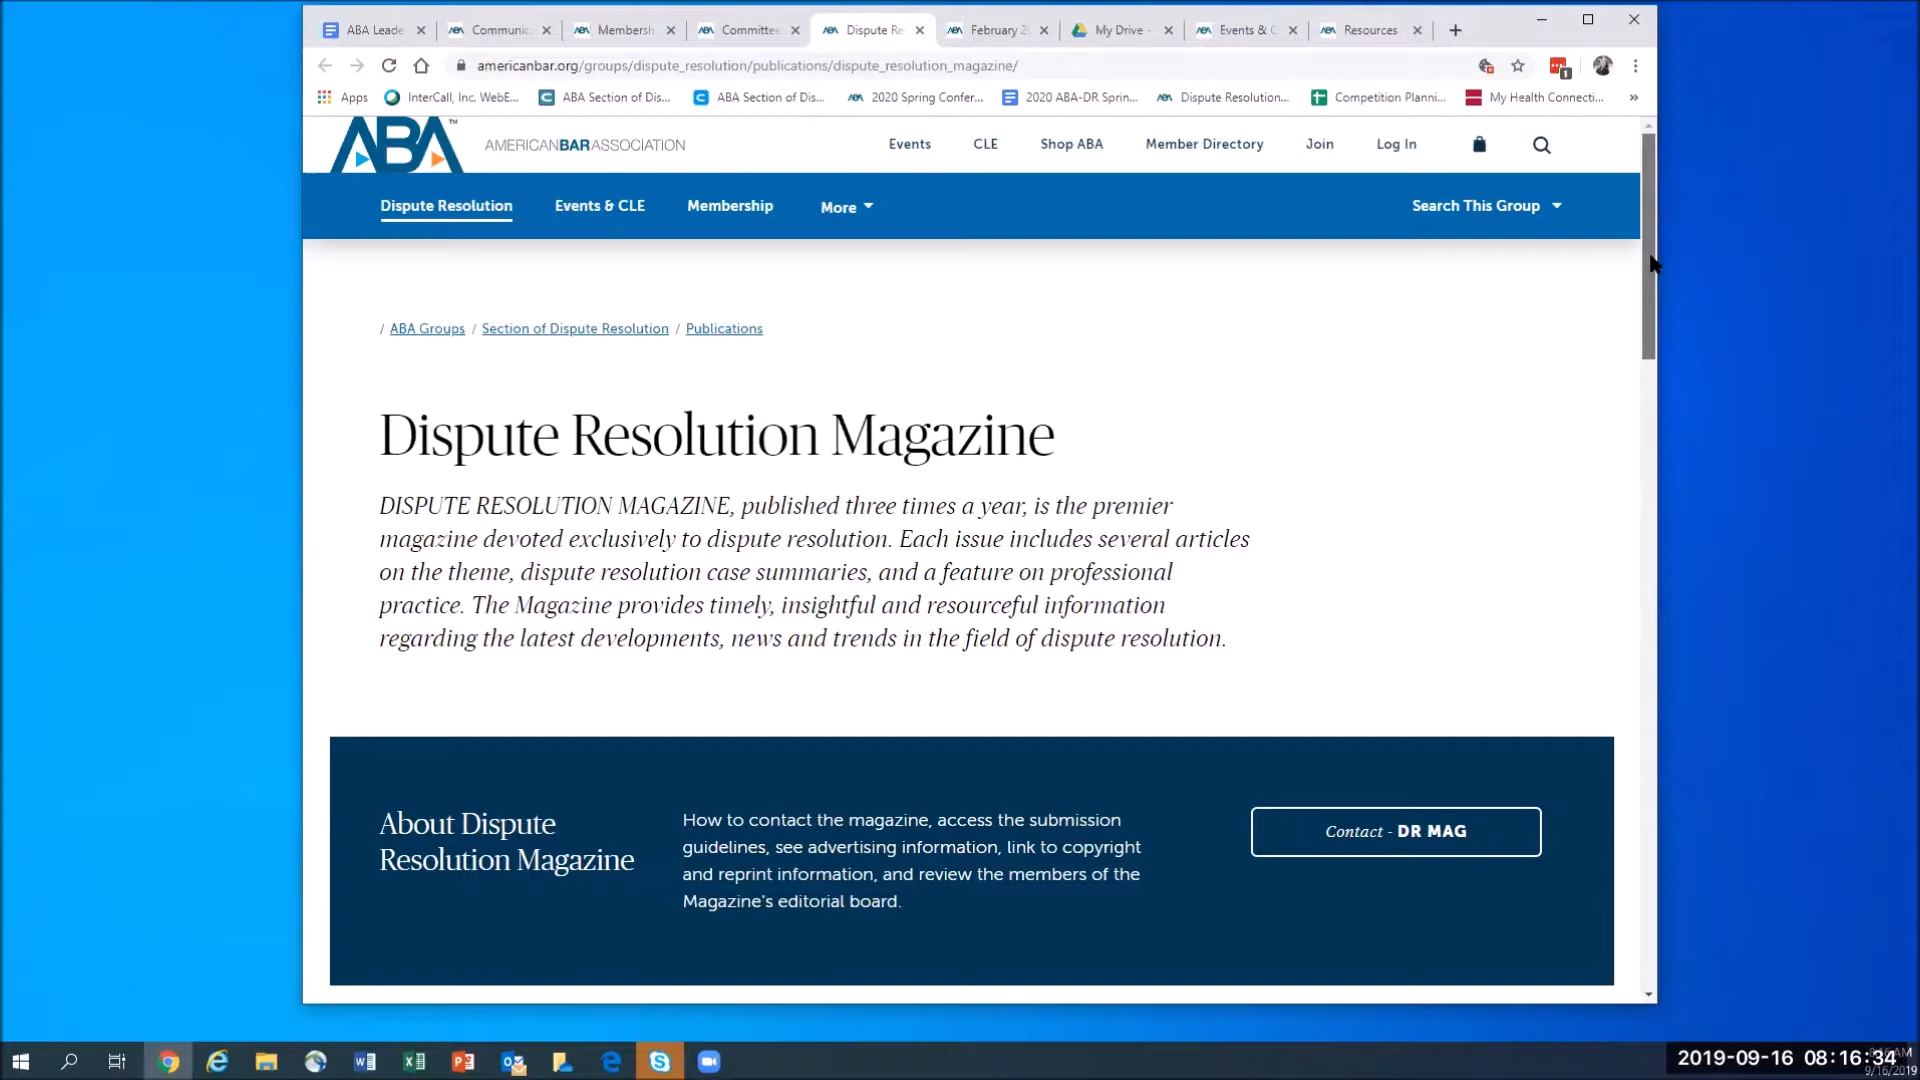 ABA Leade
Communic
Membersh
Committee
Dispute Re
February 2
My Drive -
Events & C
Resources
americanbar.org/groups/dispute_resolution/publications/dispute_resolution_magazine/
Apps
InterCall, Inc. WebE...
ABA Section of Dis...
ABA Section of Dis...
2020 Spring Confer...
2020 ABA-DR Sprin...
Dispute Resolution...
Competition Planni...
My Health Connecti...
»
ABA™
AMERICANBARASSOCIATION
Events
CLE
Shop ABA
Member Directory
Join
Log In
Dispute Resolution
Events & CLE
Membership
More
Search This Group
/ ABA Groups / Section of Dispute Resolution / Publications
Dispute Resolution Magazine
DISPUTE RESOLUTION MAGAZINE, published three times a year, is the premier
magazine devoted exclusively to dispute resolution. Each issue includes several articles
on the theme, dispute resolution case summaries, and a feature on professional
practice. The Magazine provides timely, insightful and resourceful information
regarding the latest developments, news and trends in the field of dispute resolution.
About Dispute
Resolution Magazine
How to contact the magazine, access the submission
guidelines, see advertising information, link to copyright
and reprint information, and review the members of the
Magazine's editorial board.
Contact - DR MAG
2019-09-16 08:16:34
9/16/2019